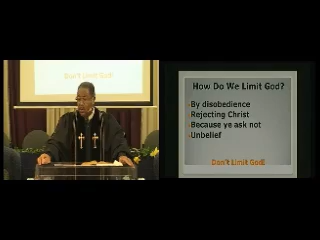 Don't Limit God!
How Do We Limit God?
By disobedience
Rejecting Christ
Because ye ask not
Unbelief
Don't Limit God!